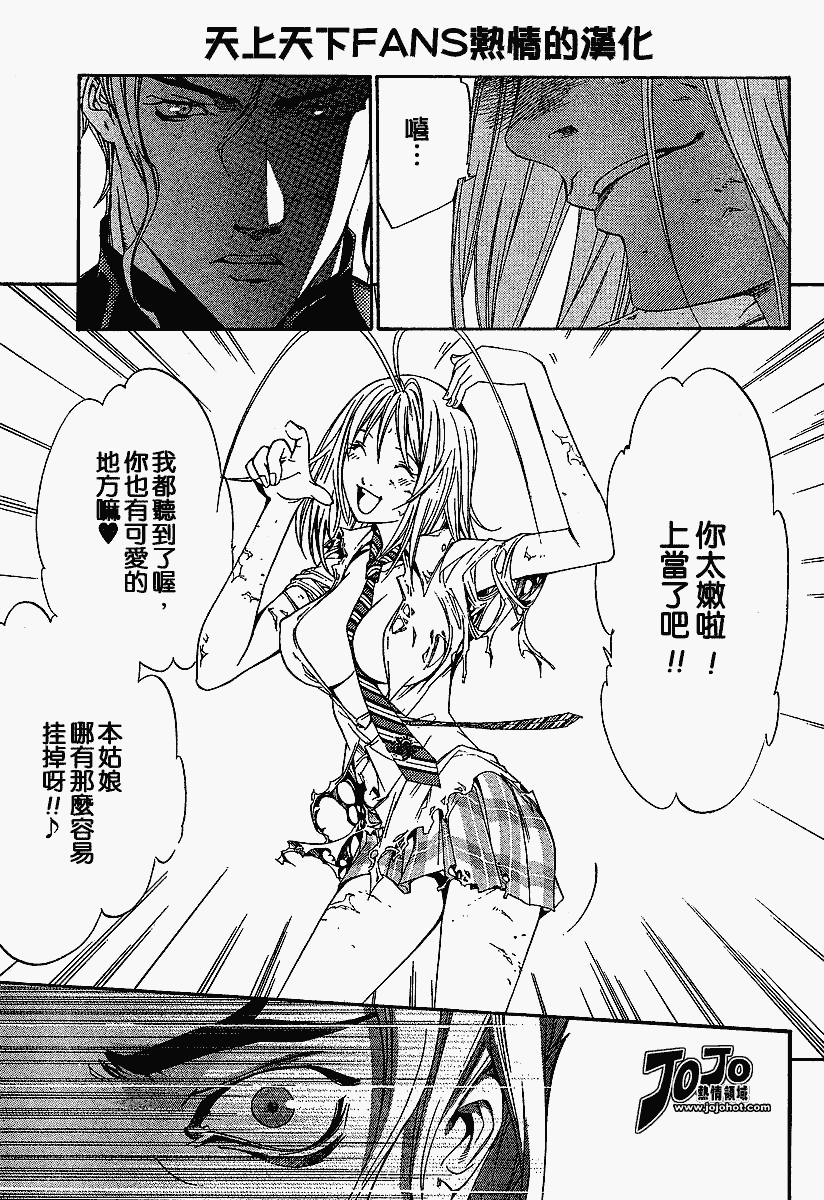 天上天下FANS熱情的漢化
嘻…
你太嫩啦！
上當了吧!!
我都聽到了喔，
你也有可愛的
地方嘛♥
本姑娘
哪有那麼容易
挂掉呀!!♪
JOJO
熱情領域
www.jojohot.com